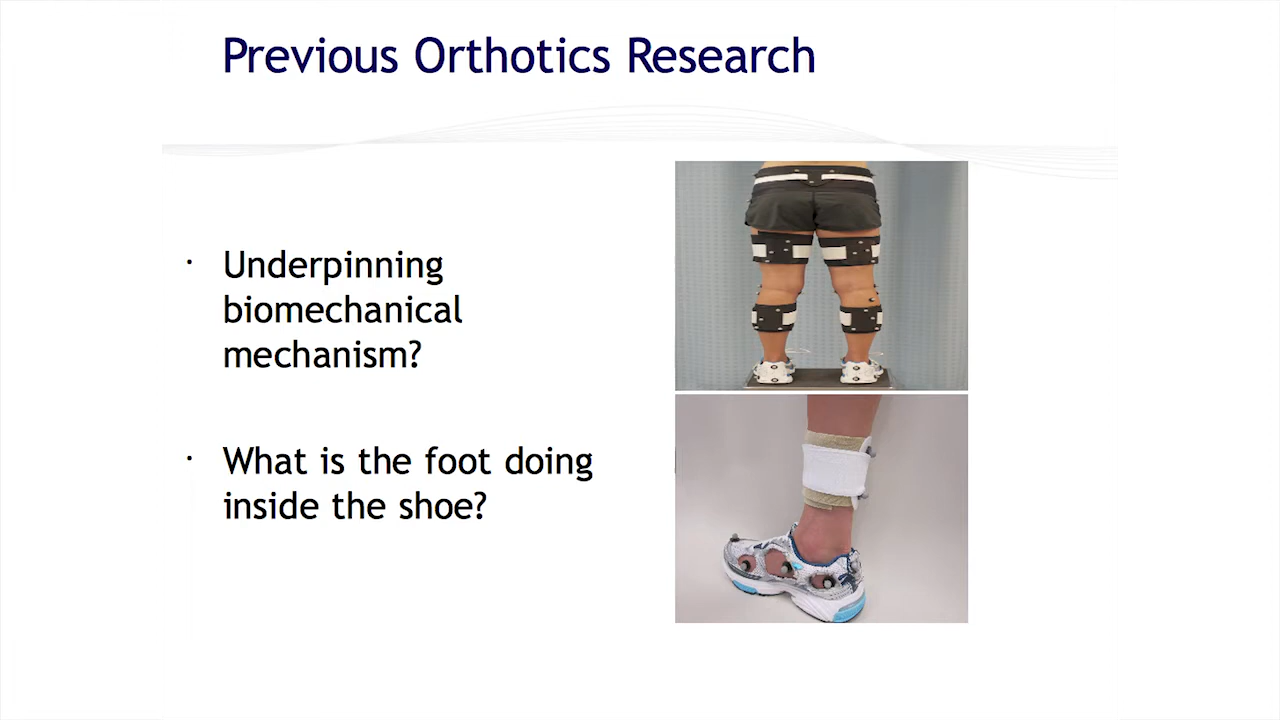 Previous Orthotics Research
· Underpinning
biomechanical
mechanism?
· What is the foot doing
inside the shoe?